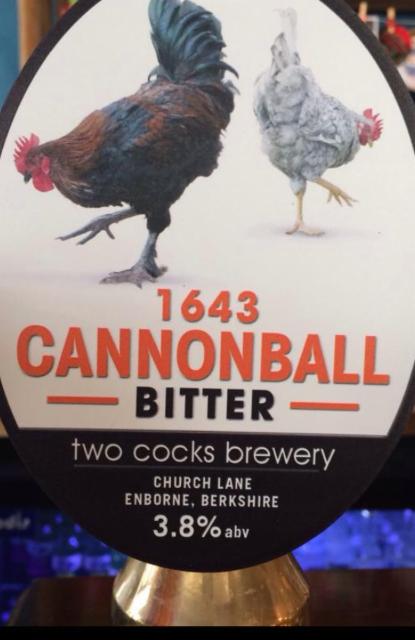 1643
CANNONBALL
BITTER
two cocks brewery
CHURCH LANE
ENBORNE, BERKSHIRE
3.8% abv